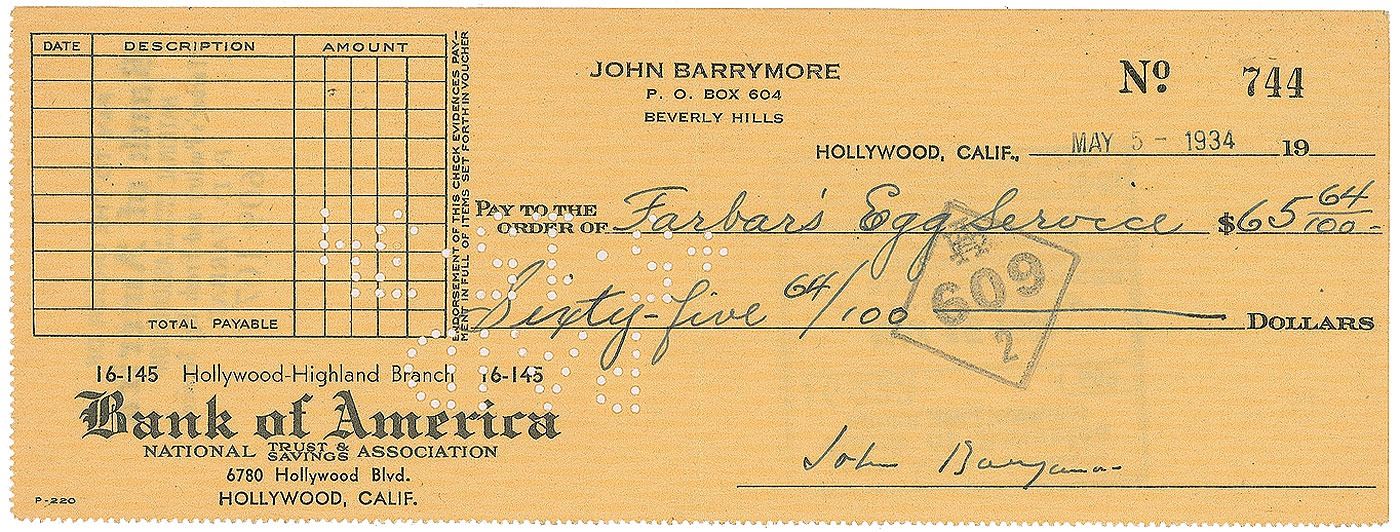 DATE DESCRIPTION AMOUNT
TOTAL PAYABLE
ENDORSEMENT OF THIS CHECK EVIDENCES PAY-
MENT IN FULL OF ITEMS SET FORTH IN VOUCHER
JOHN BARRYMORE
P. O. BOX 604
BEVERLY HILLS
Nº 744
HOLLYWOOD, CALIF., MAY 5 - 1934 19
PAY TO THE
ORDER OF Farbar's Egg Service $65 64/100
Sixty-five 64/100 DOLLARS
609
2
PAID
16-145 Hollywood-Highland Branch 16-145
Bank of America
NATIONAL TRUST & SAVINGS ASSOCIATION
6780 Hollywood Blvd.
HOLLYWOOD, CALIF.
P-220
John Barrymore